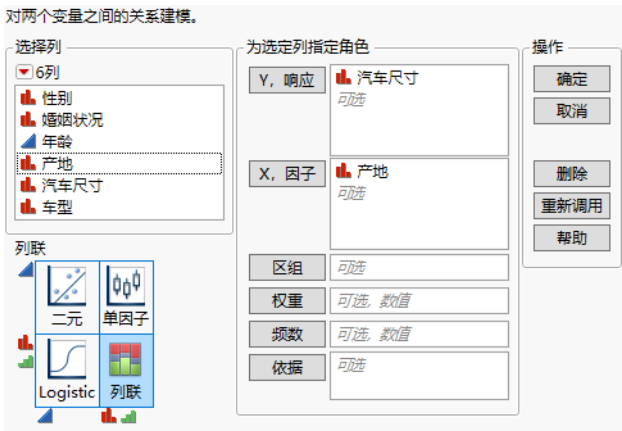 对两个变量之间的关系建模。
选择列
6列
性别
婚姻状况
年龄
产地
汽车尺寸
车型
列联
二元
单因子
Logistic
列联
为选定列指定角色
Y，响应
汽车尺寸
可选
X，因子
产地
可选
区组
可选
权重
可选，数值
频数
可选，数值
依据
可选
操作
确定
取消
删除
重新调用
帮助